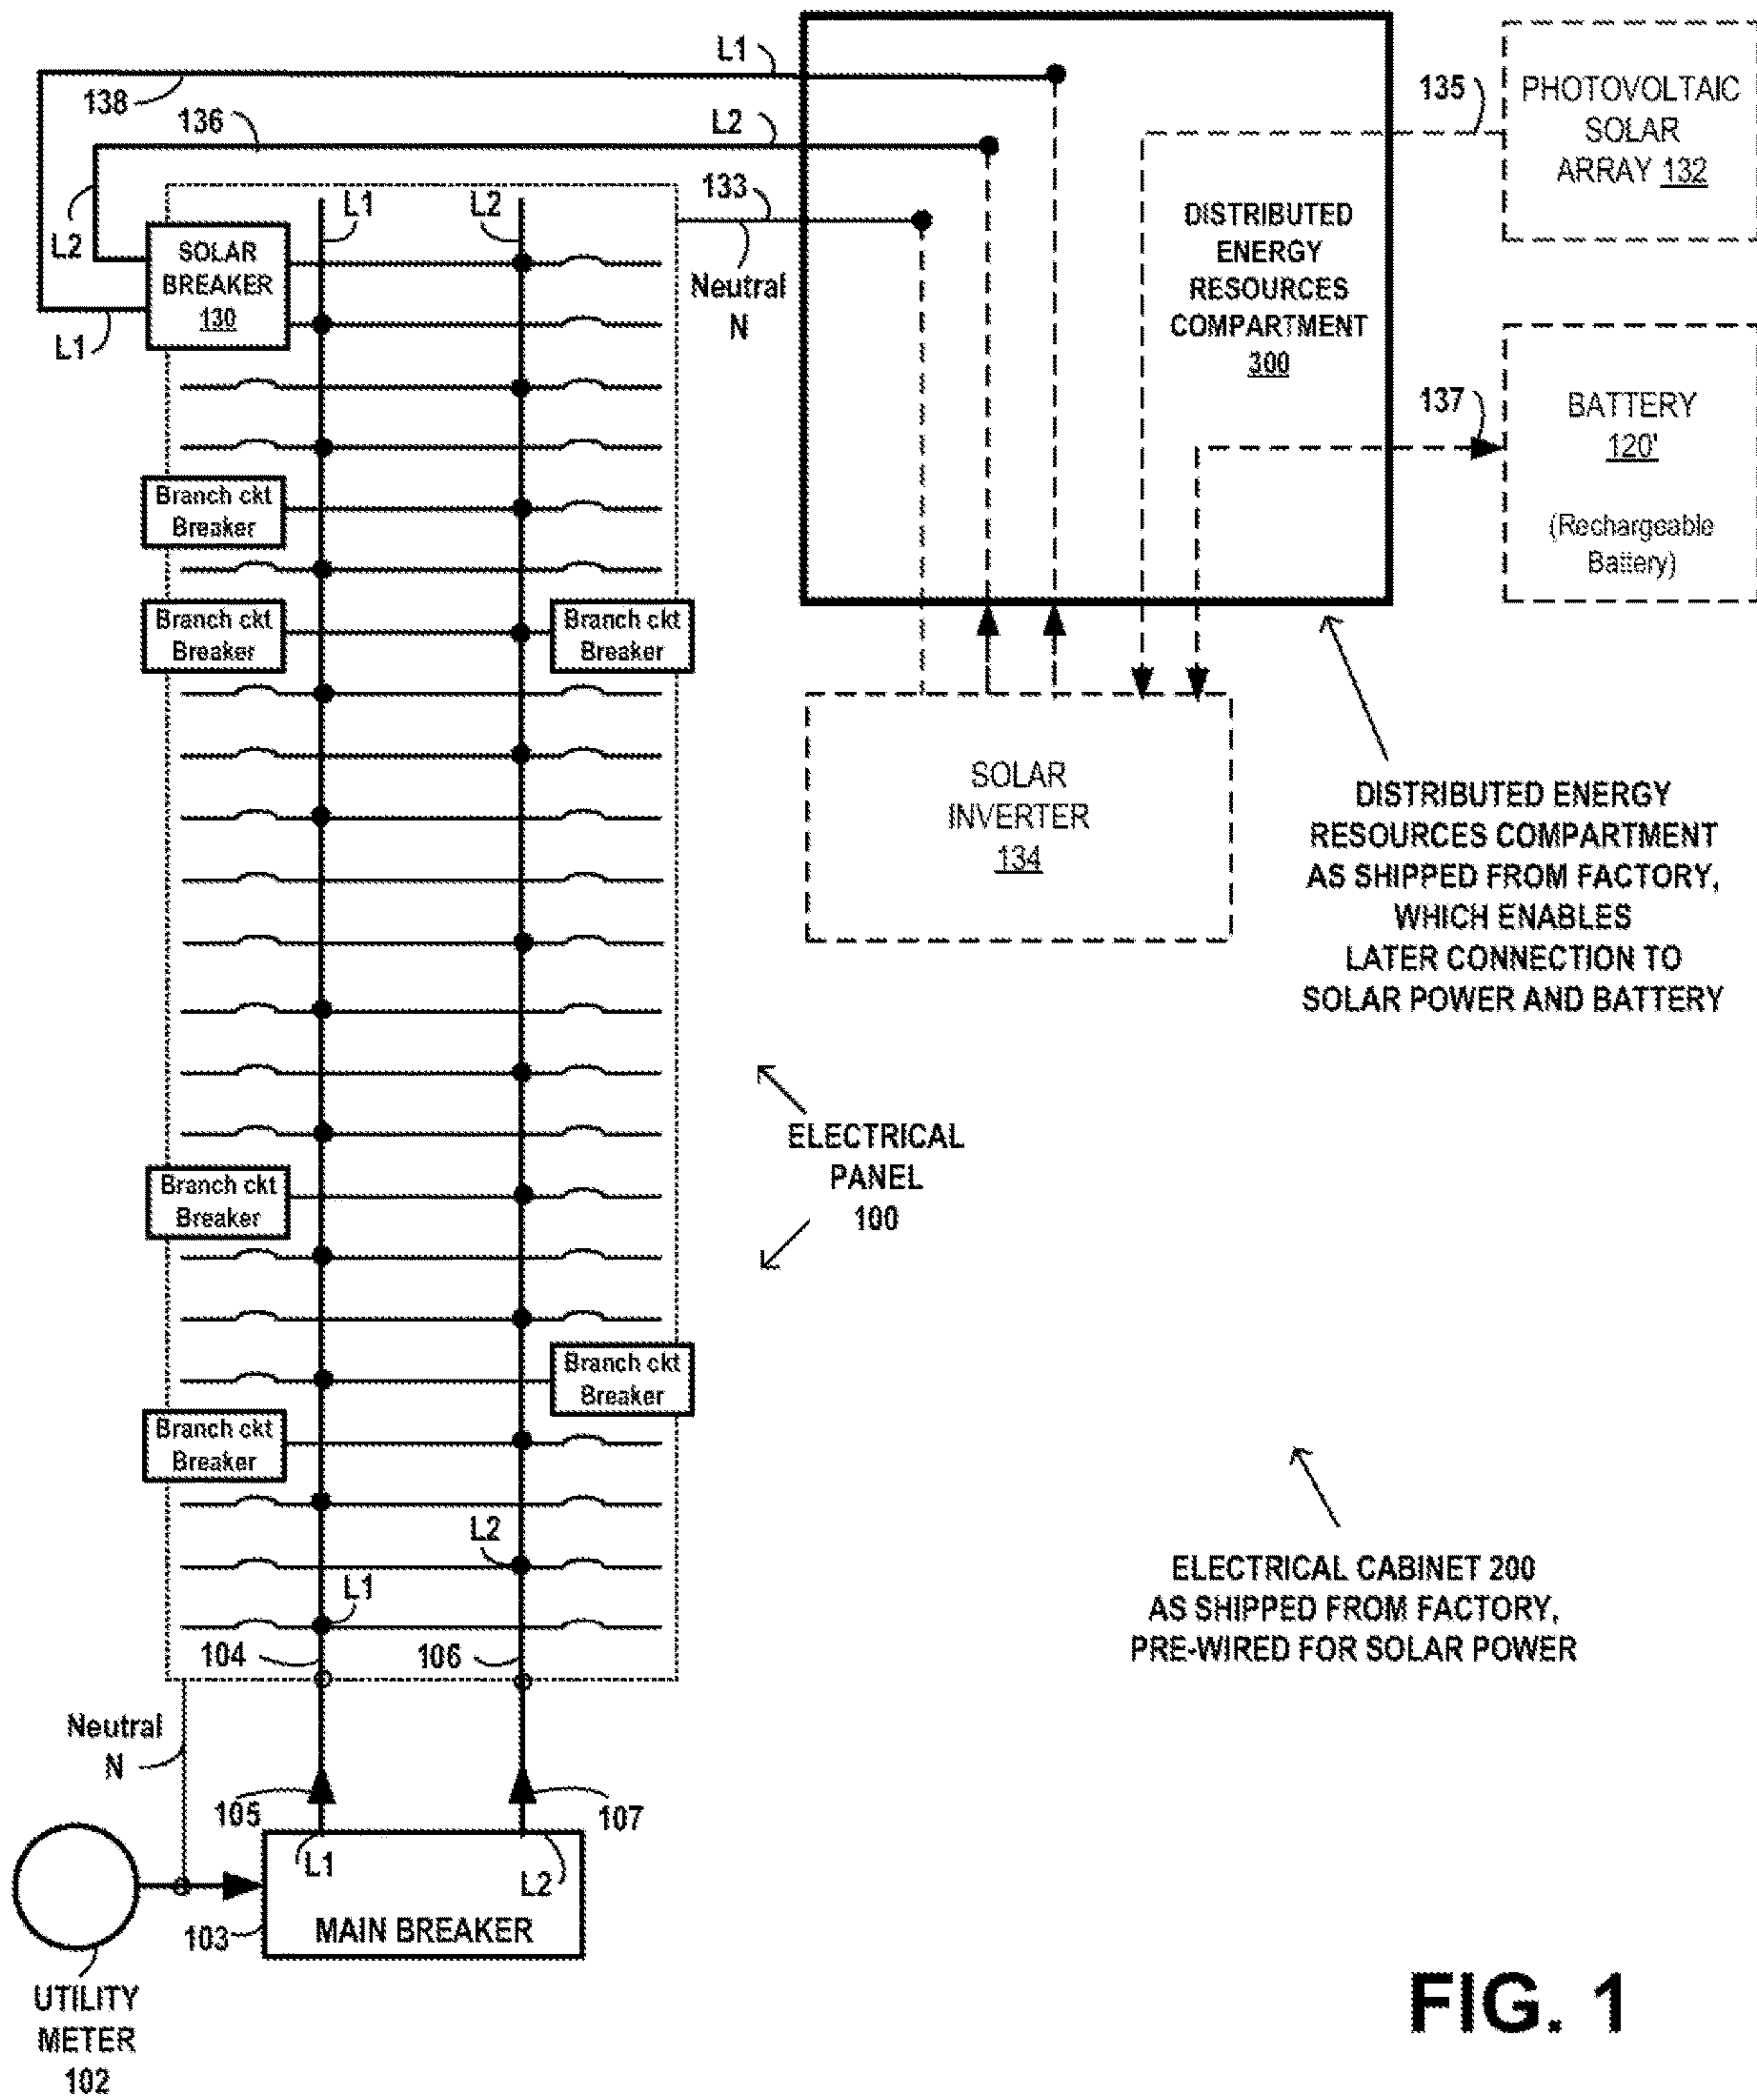 L1
138
136
L2
135
PHOTOVOLTAIC
SOLAR
ARRAY 132
133
L1
L2
L2
SOLAR
BREAKER
130
L1
Neutral
N
DISTRIBUTED
ENERGY
RESOURCES
COMPARTMENT
300
137
BATTERY
120'
(Rechargeable
Battery)
Branch ckt
Breaker
Branch ckt
Breaker
Branch ckt
Breaker
SOLAR
INVERTER
134
DISTRIBUTED ENERGY
RESOURCES COMPARTMENT
AS SHIPPED FROM FACTORY,
WHICH ENABLES
LATER CONNECTION TO
SOLAR POWER AND BATTERY
ELECTRICAL
PANEL
100
Branch ckt
Breaker
Branch ckt
Breaker
Branch ckt
Breaker
L2
L1
104
106
ELECTRICAL CABINET 200
AS SHIPPED FROM FACTORY,
PRE-WIRED FOR SOLAR POWER
Neutral
N
105
107
L1
L2
103
MAIN BREAKER
UTILITY
METER
102
FIG. 1